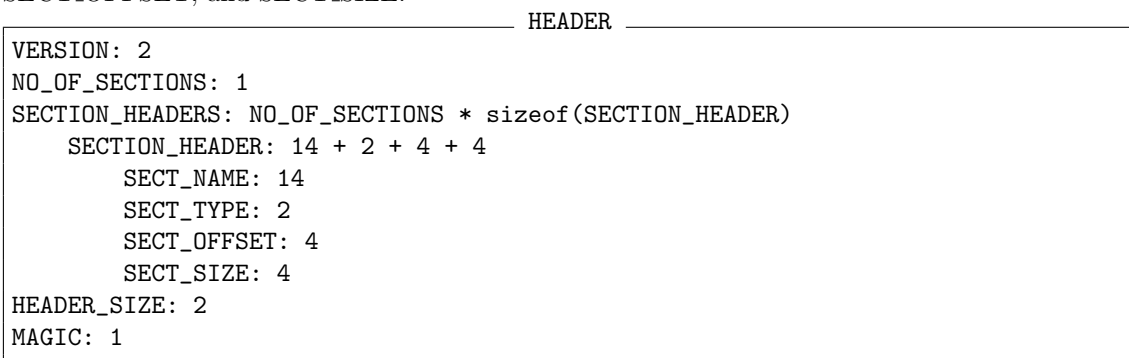 HEADER
VERSION: 2
NO_OF_SECTIONS: 1
SECTION_HEADERS: NO_OF_SECTIONS * sizeof(SECTION_HEADER)
SECTION_HEADER: 14 + 2 + 4 + 4
SECT_NAME: 14
SECT_TYPE: 2
SECT_OFFSET: 4
SECT_SIZE: 4
HEADER_SIZE: 2
MAGIC: 1